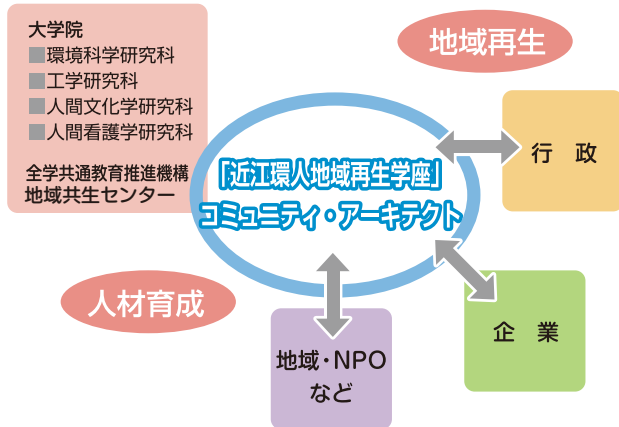 大学院
■環境科学研究科
■工学研究科
■人間文化学研究科
■人間看護学研究科
全学共通教育推進機構
地域共生センター
地域再生
行 政
「近江環人地域再生学座」
コミュニティ・アーキテクト
人材育成
企 業
地域・NPO
など